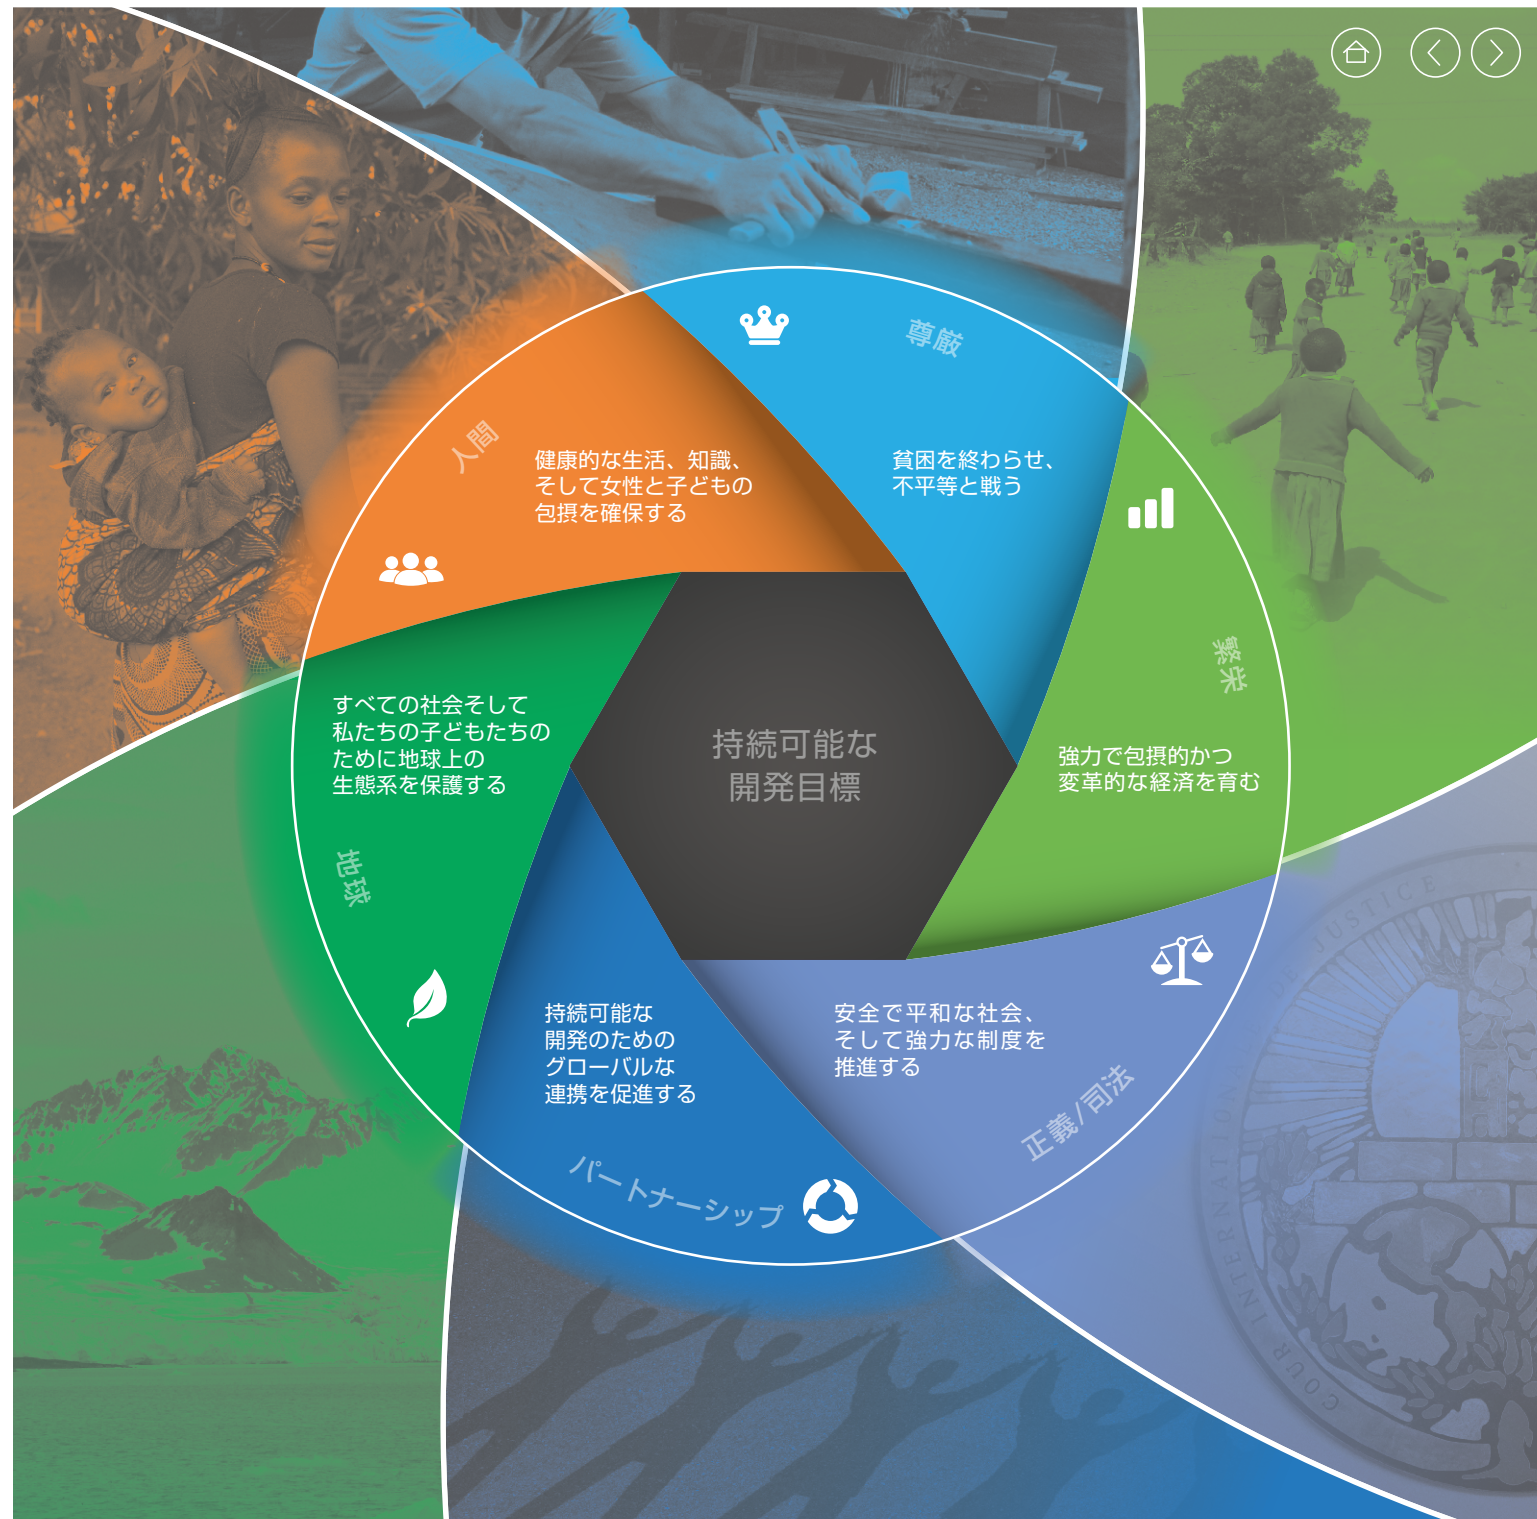 尊厳
貧困を終わらせ、
不平等と戦う
人間
健康的な生活、知識、
そして女性と子どもの
包摂を確保する
繁栄
強力で包摂的かつ
変革的な経済を育む
持続可能な
開発目標
すべての社会そして
私たちの子どもたちの
ために地球上の
生態系を保護する
地球
安全で平和な社会、
そして強力な制度を
推進する
正義/司法
持続可能な
開発のための
グローバルな
連携を促進する
パートナーシップ
COUR INTERNATIONALE DE JUSTICE